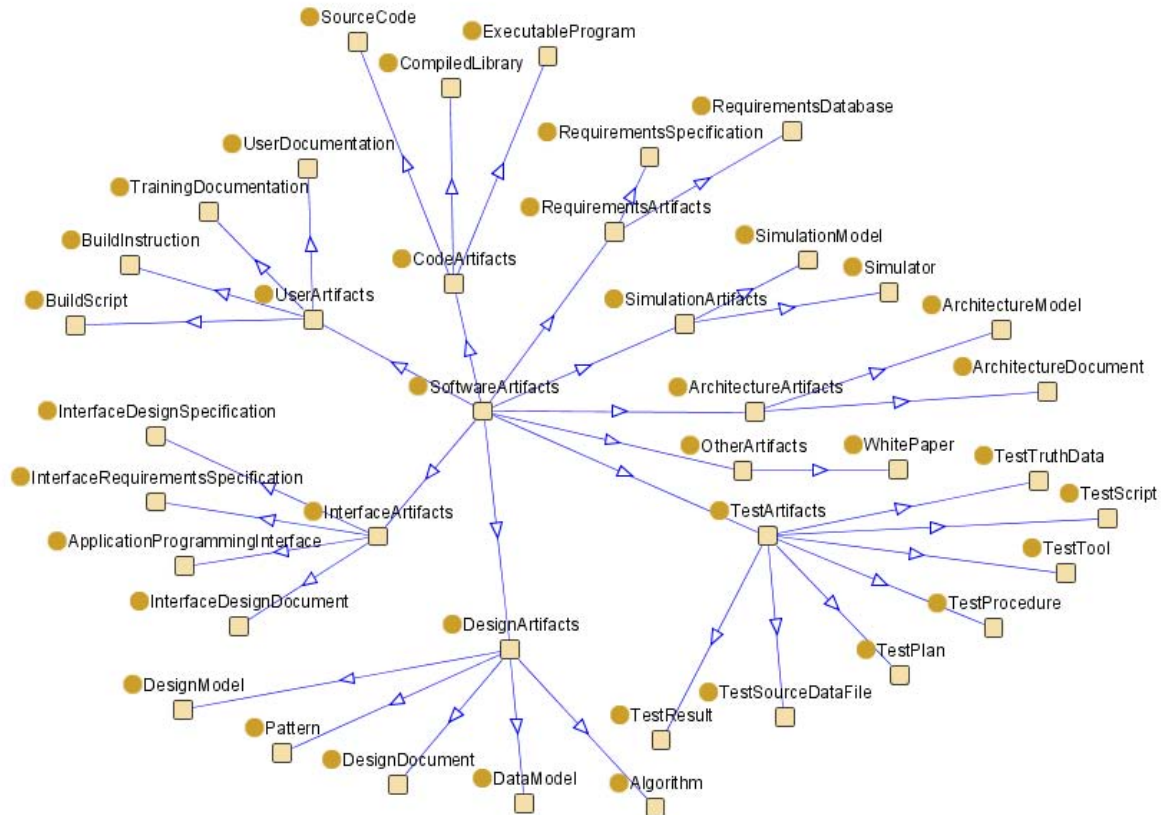 SourceCode
ExecutableProgram
CompiledLibrary
RequirementsDatabase
RequirementsSpecification
UserDocumentation
TrainingDocumentation
RequirementsArtifacts
BuildInstruction
SimulationModel
CodeArtifacts
Simulator
BuildScript
UserArtifacts
SimulationArtifacts
ArchitectureModel
SoftwareArtifacts
ArchitectureArtifacts
ArchitectureDocument
InterfaceDesignSpecification
OtherArtifacts
WhitePaper
TestTruthData
InterfaceRequirementsSpecification
TestScript
InterfaceArtifacts
TestArtifacts
ApplicationProgrammingInterface
TestTool
InterfaceDesignDocument
TestProcedure
DesignArtifacts
TestPlan
DesignModel
TestSourceDataFile
Pattern
TestResult
DesignDocument
DataModel
Algorithm